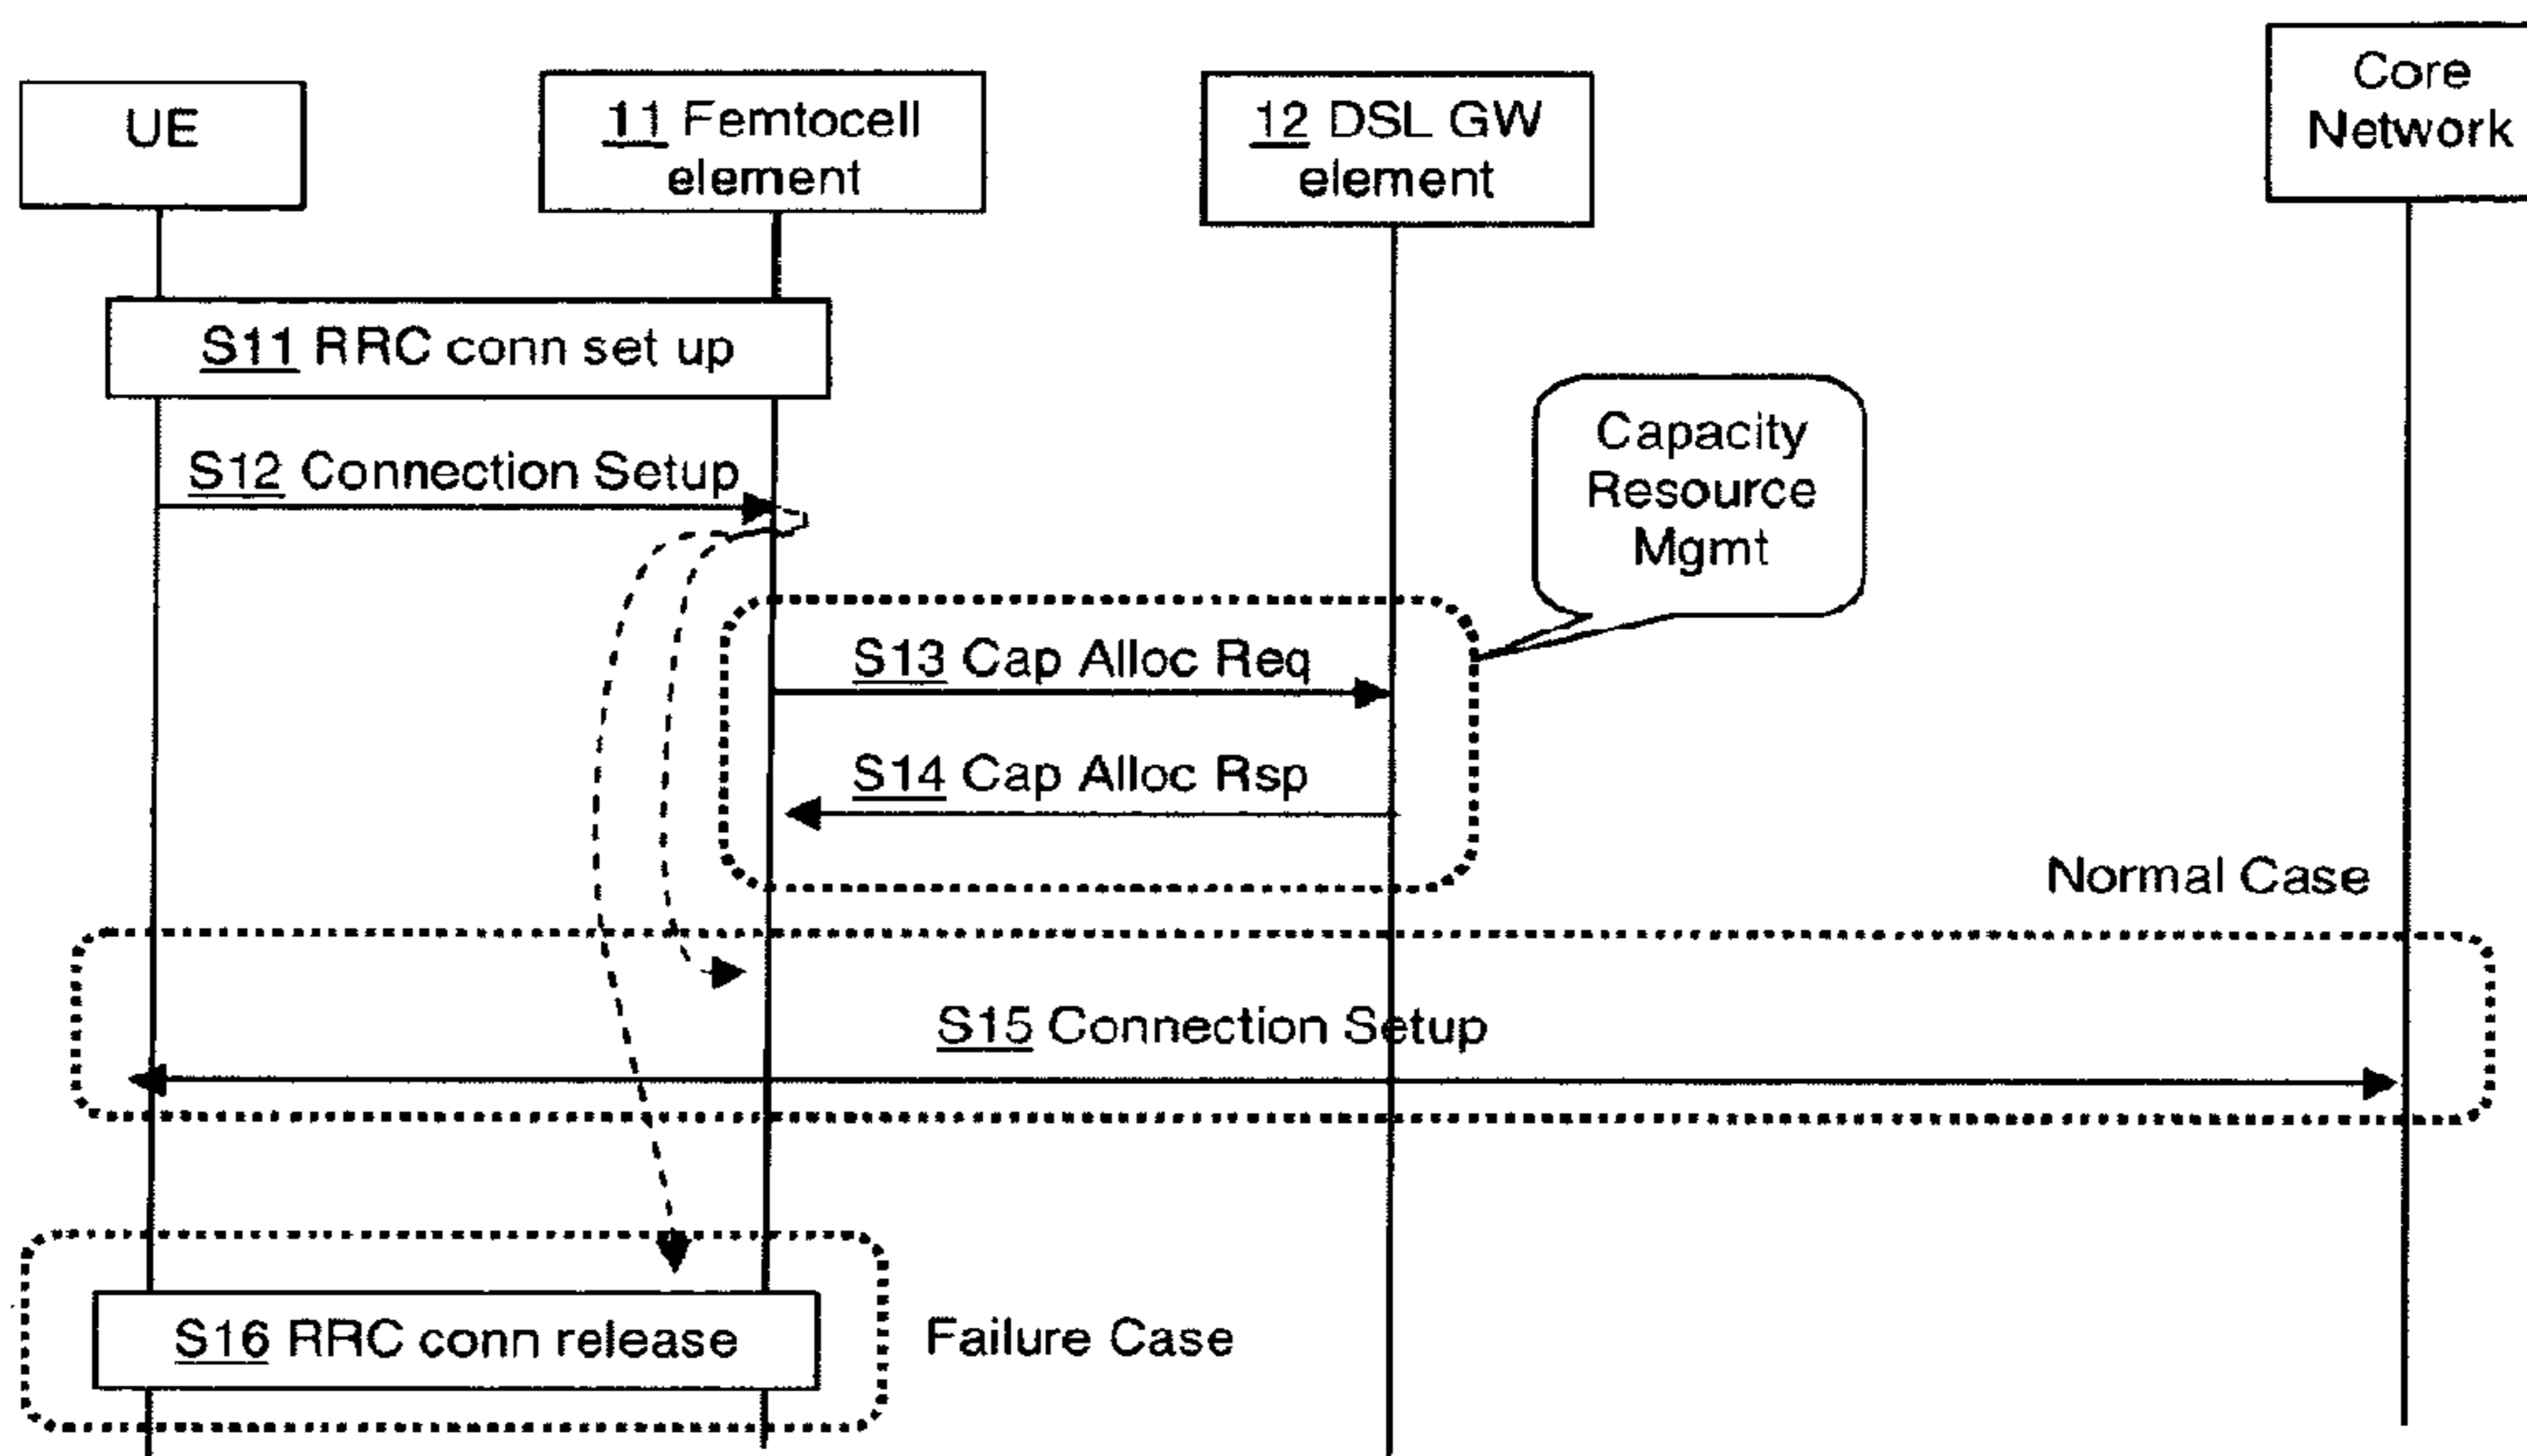 UE
11 Femtocell
element
12 DSL GW
element
Core
Network
S11 RRC conn set up
S12 Connection Setup
Capacity
Resource
Mgmt
S13 Cap Alloc Req
S14 Cap Alloc Rsp
Normal Case
S15 Connection Setup
S16 RRC conn release
Failure Case